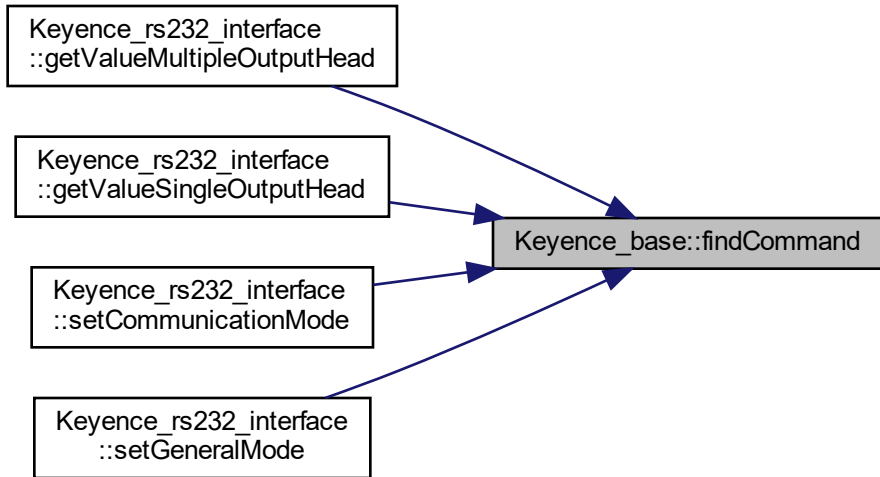 Keyence_rs232_interface
::getValueMultipleOutputHead
Keyence_rs232_interface
::getValueSingleOutputHead
Keyence_base::findCommand
Keyence_rs232_interface
::setCommunicationMode
Keyence_rs232_interface
::setGeneralMode